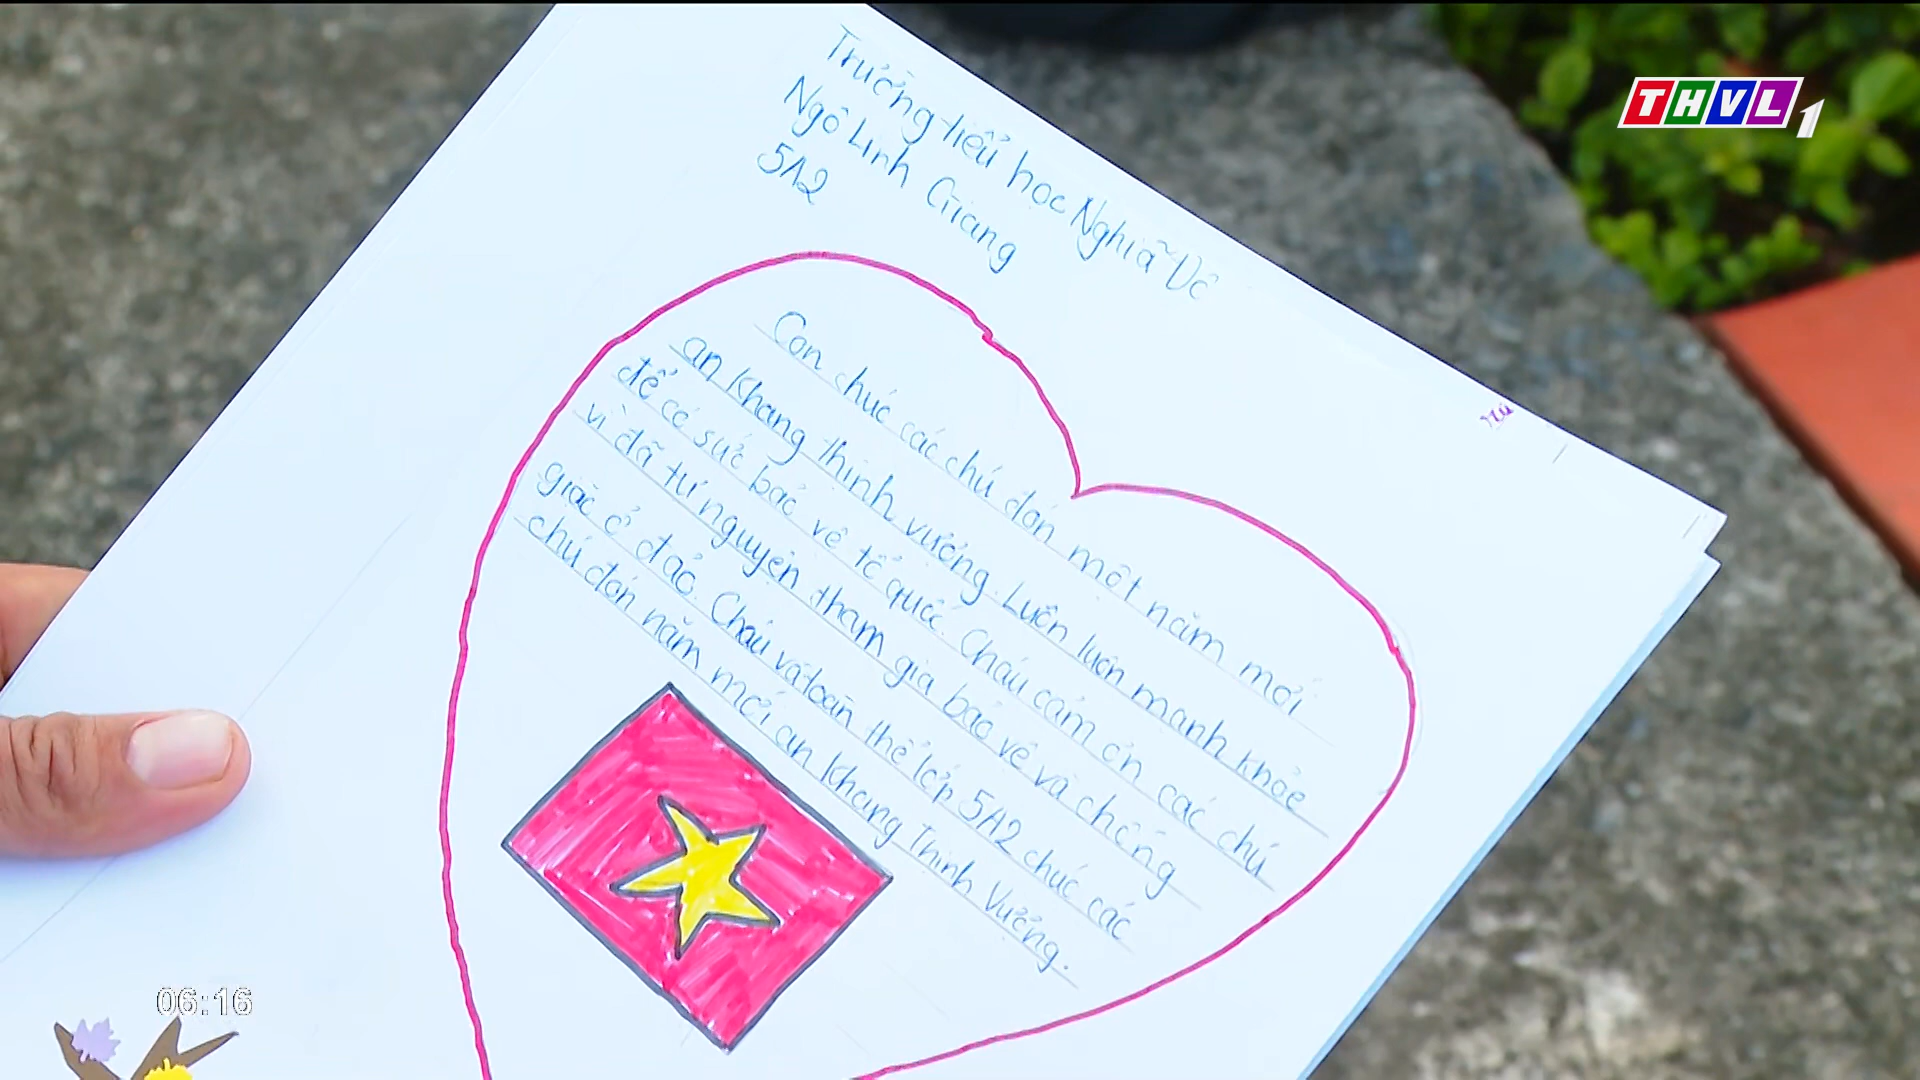 THVL1
Trường tiểu học Nghĩa Đô
Ngô Linh Giang
5A2
Con chúc các chú đón một năm mới
an khang thịnh vượng. Luôn luôn mạnh khỏe
để có sức bảo vệ tổ quốc. Cháu cảm ơn các chú
vì đã tự nguyện tham gia bảo vệ và chống
giặc ở đảo. Cháu và toàn thể lớp 5A2 chúc các
chú đón năm mới an Khang Thịnh Vượng.
06:16